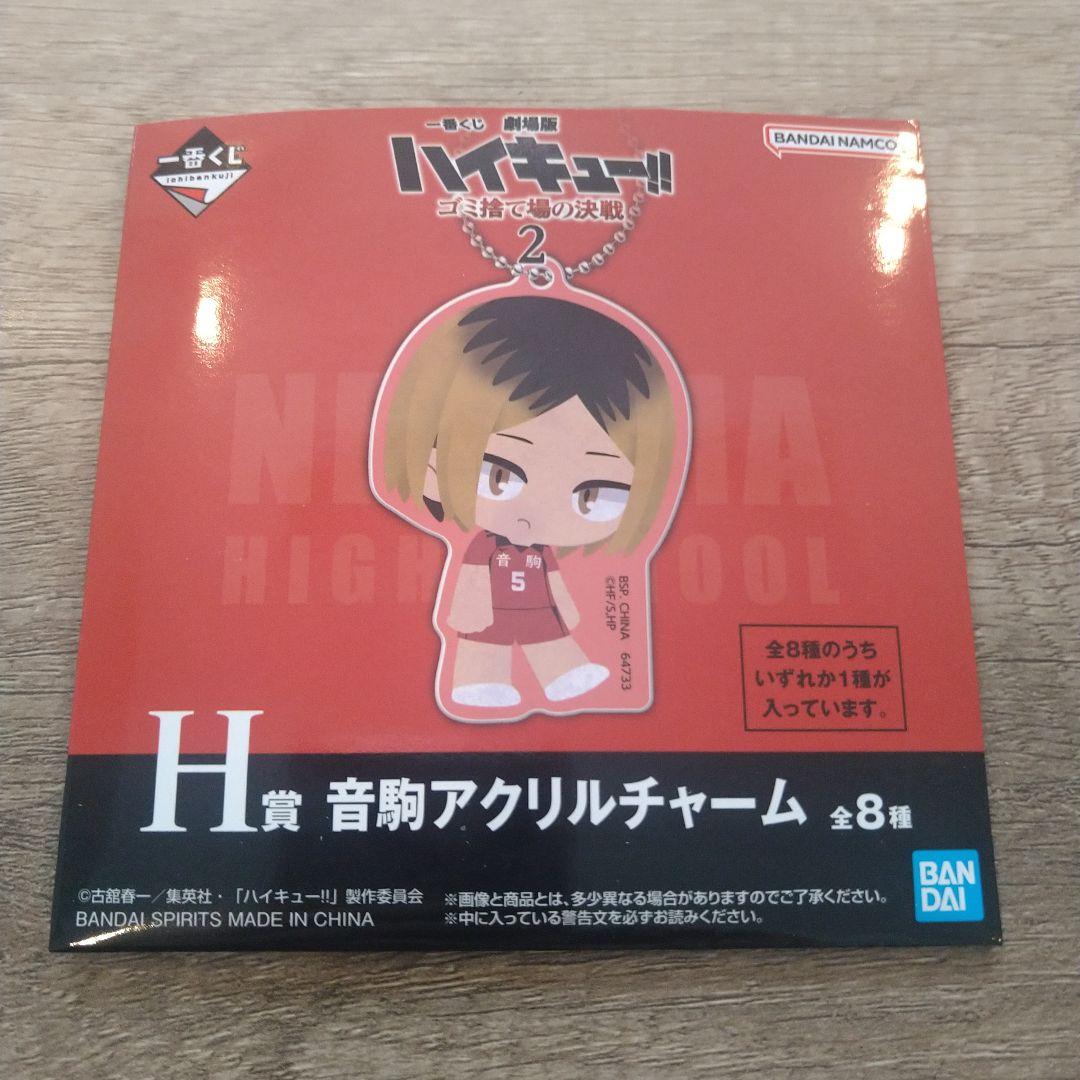 一番くじ
ichibankuji
一番くじ 劇場版
ハイキュー!!
ゴミ捨て場の決戦
2
BANDAI NAMCO
音駒
5
BSP, CHINA 64733
©HF/S,HP
HIGH
全8種のうち
いずれか1種が
入っています。
H賞 音駒アクリルチャーム 全8種
©古舘春一／集英社・「ハイキュー!!」製作委員会
BANDAI SPIRITS MADE IN CHINA
※画像と商品とは、多少異なる場合がありますのでご了承ください。
※中に入っている警告文を必ずお読みください。
BAN
DAI